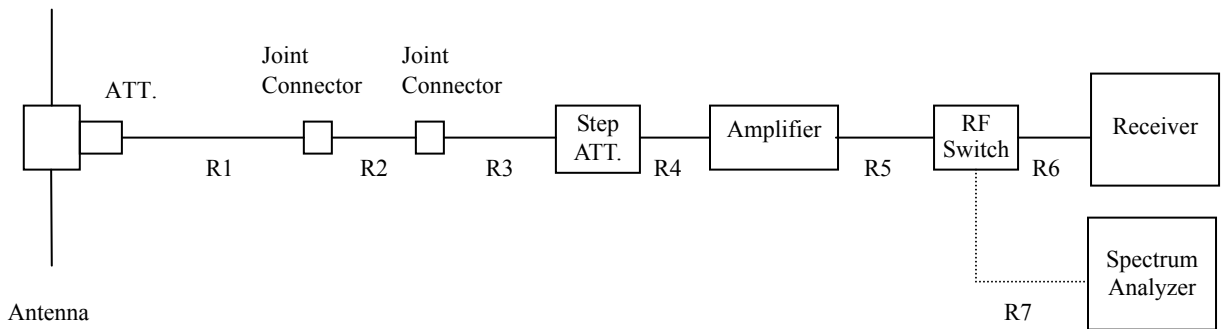 Joint
Connector
Joint
Connector
ATT.
Step
ATT.
Amplifier
RF
Switch
Receiver
R1
R2
R3
R4
R5
R6
Spectrum
Analyzer
Antenna
R7